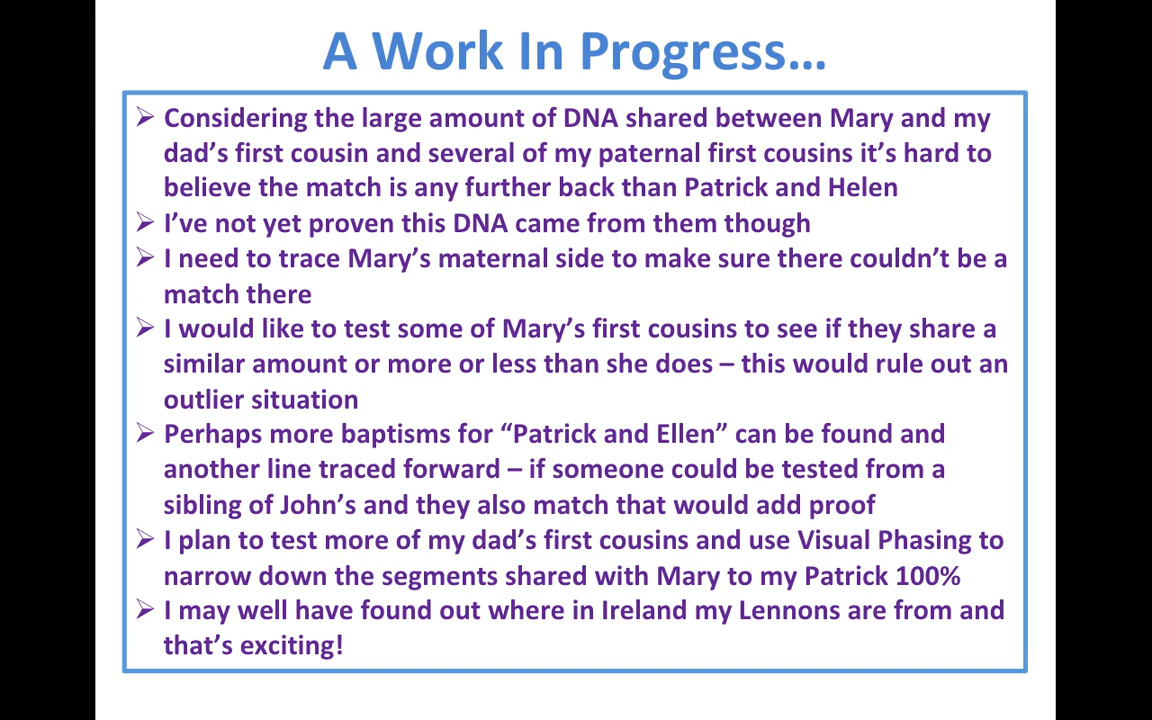 A Work In Progress...
➢ Considering the large amount of DNA shared between Mary and my
dad’s first cousin and several of my paternal first cousins it’s hard to
believe the match is any further back than Patrick and Helen
➢ I’ve not yet proven this DNA came from them though
➢ I need to trace Mary’s maternal side to make sure there couldn’t be a
match there
➢ I would like to test some of Mary’s first cousins to see if they share a
similar amount or more or less than she does – this would rule out an
outlier situation
➢ Perhaps more baptisms for “Patrick and Ellen” can be found and
another line traced forward – if someone could be tested from a
sibling of John’s and they also match that would add proof
➢ I plan to test more of my dad’s first cousins and use Visual Phasing to
narrow down the segments shared with Mary to my Patrick 100%
➢ I may well have found out where in Ireland my Lennons are from and
that’s exciting!